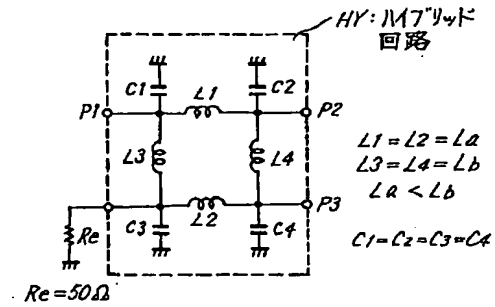 HY:ハイブリッド
回路
C1
C2
P1
L1
P2
L3
L4
L1=L2=La
L3=L4=Lb
La<Lb
C3
L2
C4
P3
C1=C2=C3=C4
Re
Re=50Ω